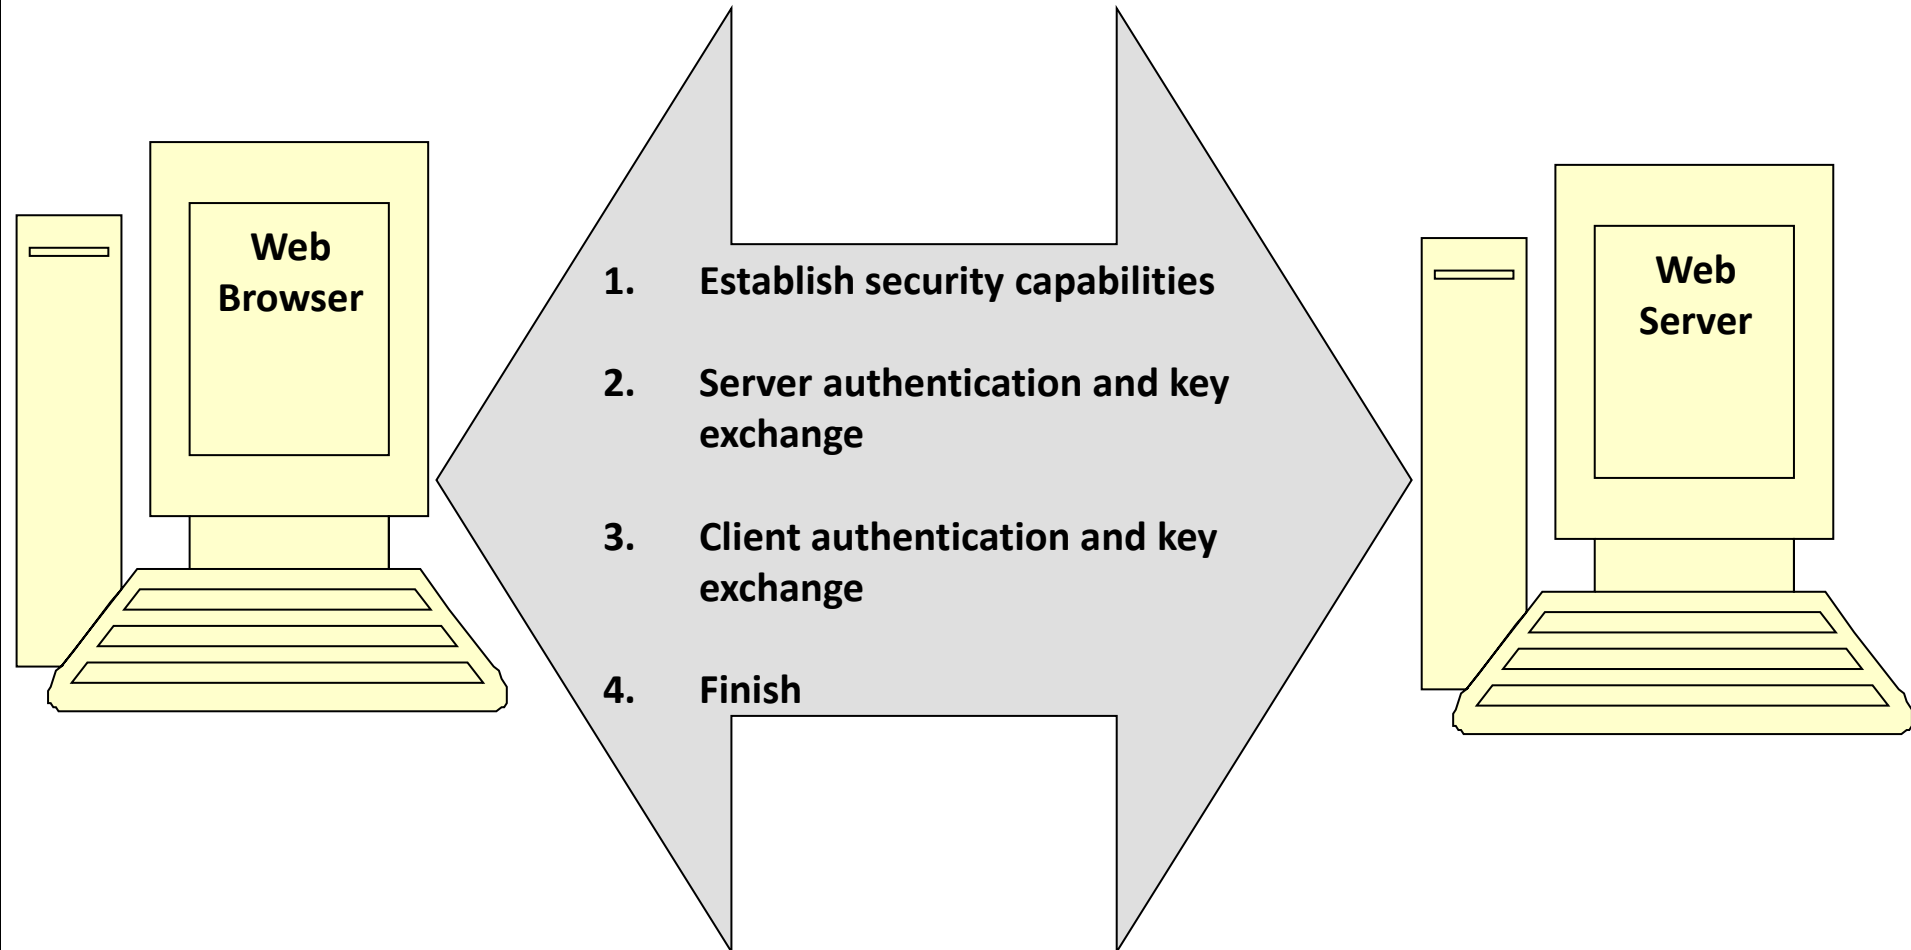 Web
Browser
1. Establish security capabilities
2. Server authentication and key
exchange
3. Client authentication and key
exchange
4. Finish
Web
Server